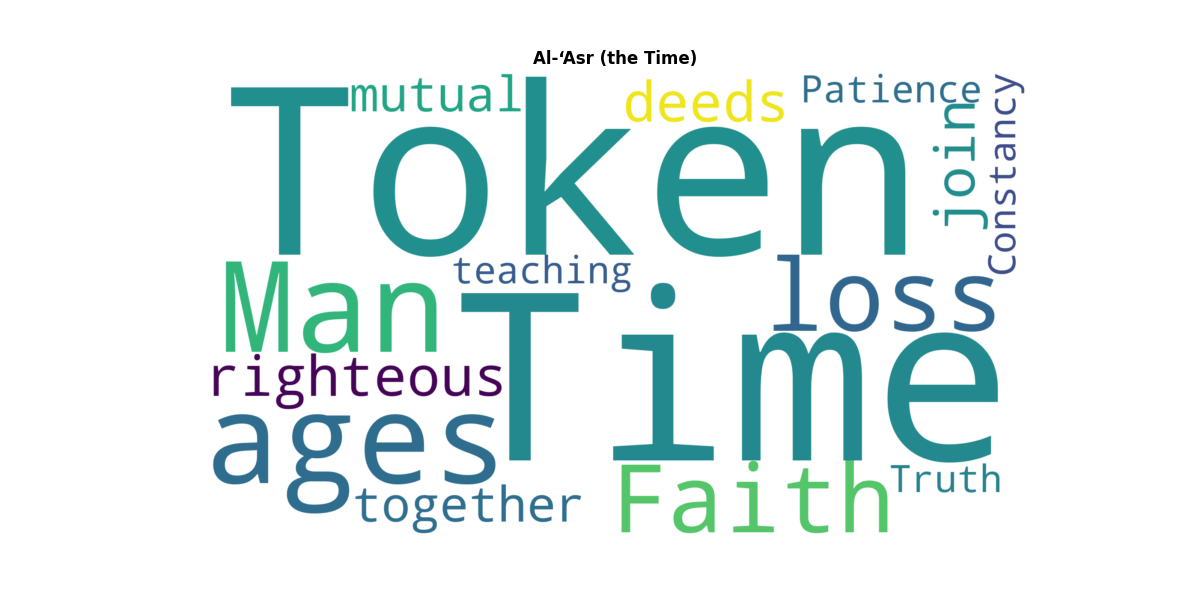 Al-‘Asr (the Time)
mutual
deeds
Patience
Token
join
Constancy
teaching
Man
loss
Time
righteous
ages
together
Faith
Truth